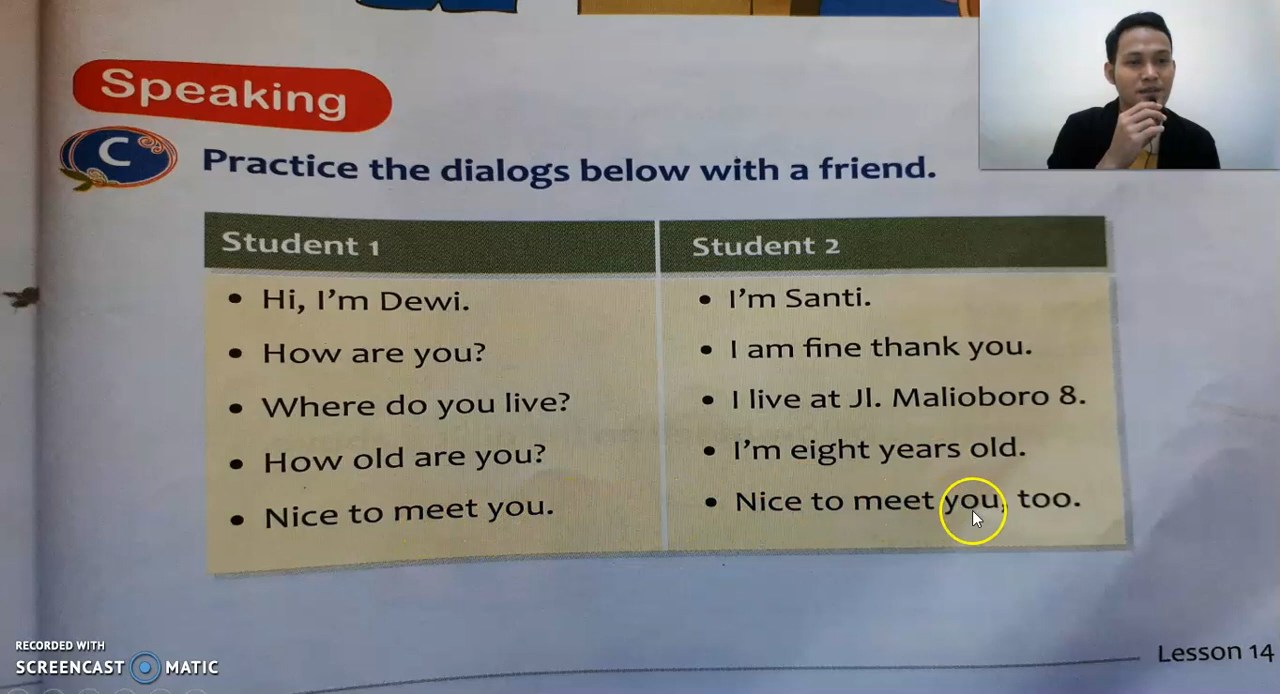 Speaking
C
Practice the dialogs below with a friend.
Student 1
Student 2
• Hi, I'm Dewi.
• I'm Santi.
• How are you?
• I am fine thank you.
• Where do you live?
• I live at Jl. Malioboro 8.
• How old are you?
• I'm eight years old.
• Nice to meet you.
• Nice to meet you, too.
RECORDED WITH
SCREENCAST MATIC
Lesson 14